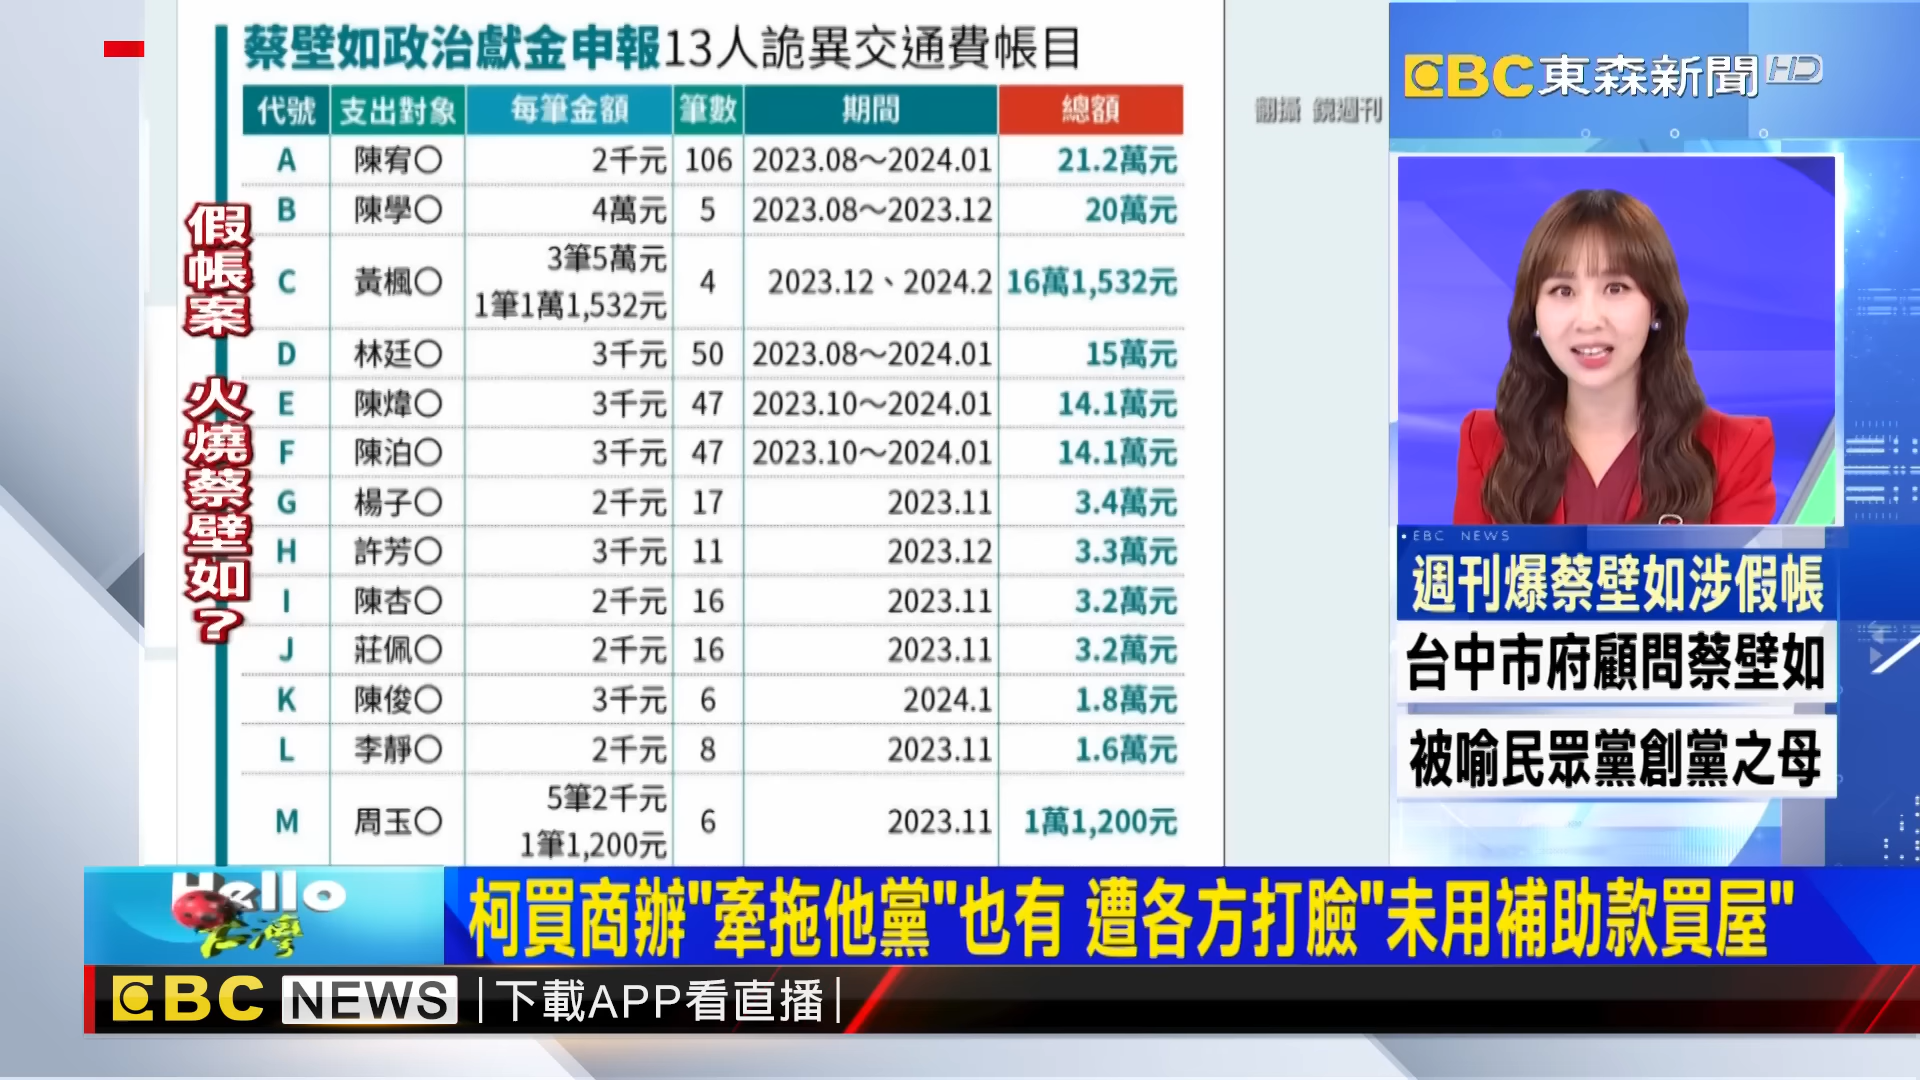 蔡壁如政治獻金申報13人詭異交通費帳目
代號 支出對象 每筆金額 筆數 期間 總額
A 陳宥〇 2千元 106 2023.08～2024.01 21.2萬元
B 陳學〇 4萬元 5 2023.08～2023.12 20萬元
C 黃楓〇 3筆5萬元 1筆1萬1,532元 4 2023.12、2024.2 16萬1,532元
D 林廷〇 3千元 50 2023.08～2024.01 15萬元
E 陳煒〇 3千元 47 2023.10～2024.01 14.1萬元
F 陳泊〇 3千元 47 2023.10～2024.01 14.1萬元
G 楊子〇 2千元 17 2023.11 3.4萬元
H 許芳〇 3千元 11 2023.12 3.3萬元
I 陳杏〇 2千元 16 2023.11 3.2萬元
J 莊佩〇 2千元 16 2023.11 3.2萬元
K 陳俊〇 3千元 6 2024.1 1.8萬元
L 李靜〇 2千元 8 2023.11 1.6萬元
M 周玉〇 5筆2千元 1筆1,200元 6 2023.11 1萬1,200元
假帳案 火燒蔡壁如？
翻攝 鏡週刊
EBC東森新聞HD
EBC NEWS
週刊爆蔡壁如涉假帳
台中市府顧問蔡壁如
被喻民眾黨創黨之母
Hello
台灣
柯買商辦"牽拖他黨"也有 遭各方打臉"未用補助款買屋"
EBC NEWS |下載APP看直播|